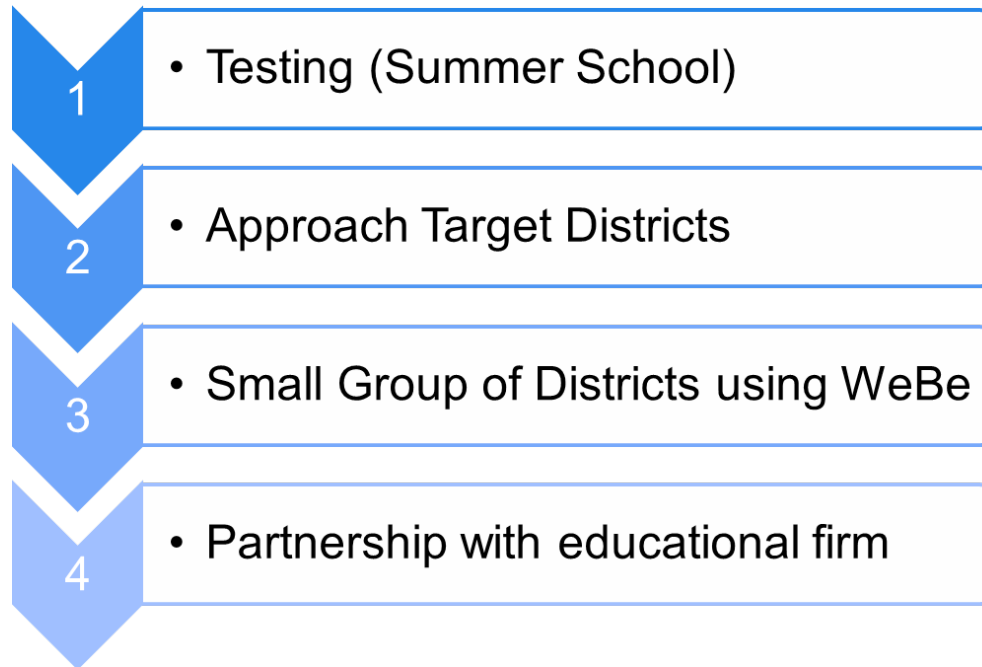 1
• Testing (Summer School)
2
• Approach Target Districts
3
• Small Group of Districts using WeBe
4
• Partnership with educational firm